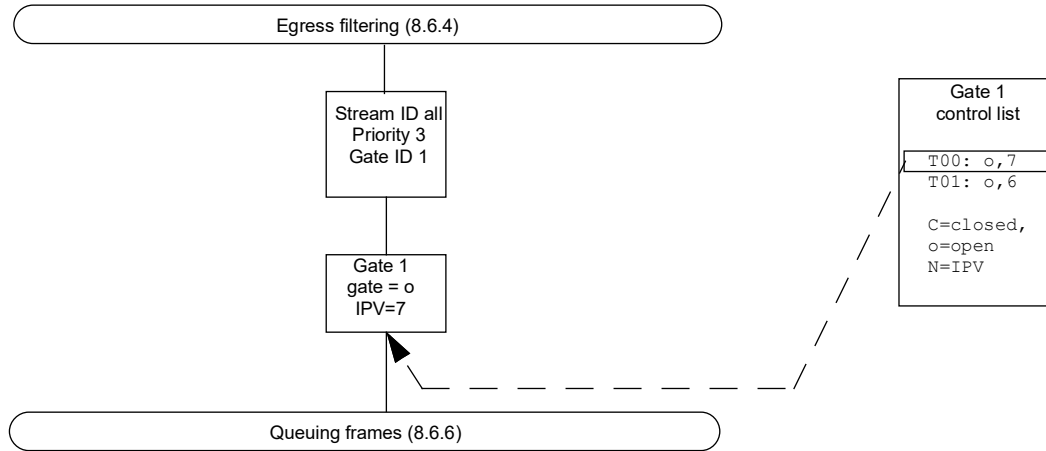 Egress filtering (8.6.4)
Stream ID all
Priority 3
Gate ID 1
Gate 1
gate = o
IPV=7
Queuing frames (8.6.6)
Gate 1
control list
T00: o,7
T01: o,6
C=closed,
o=open
N=IPV